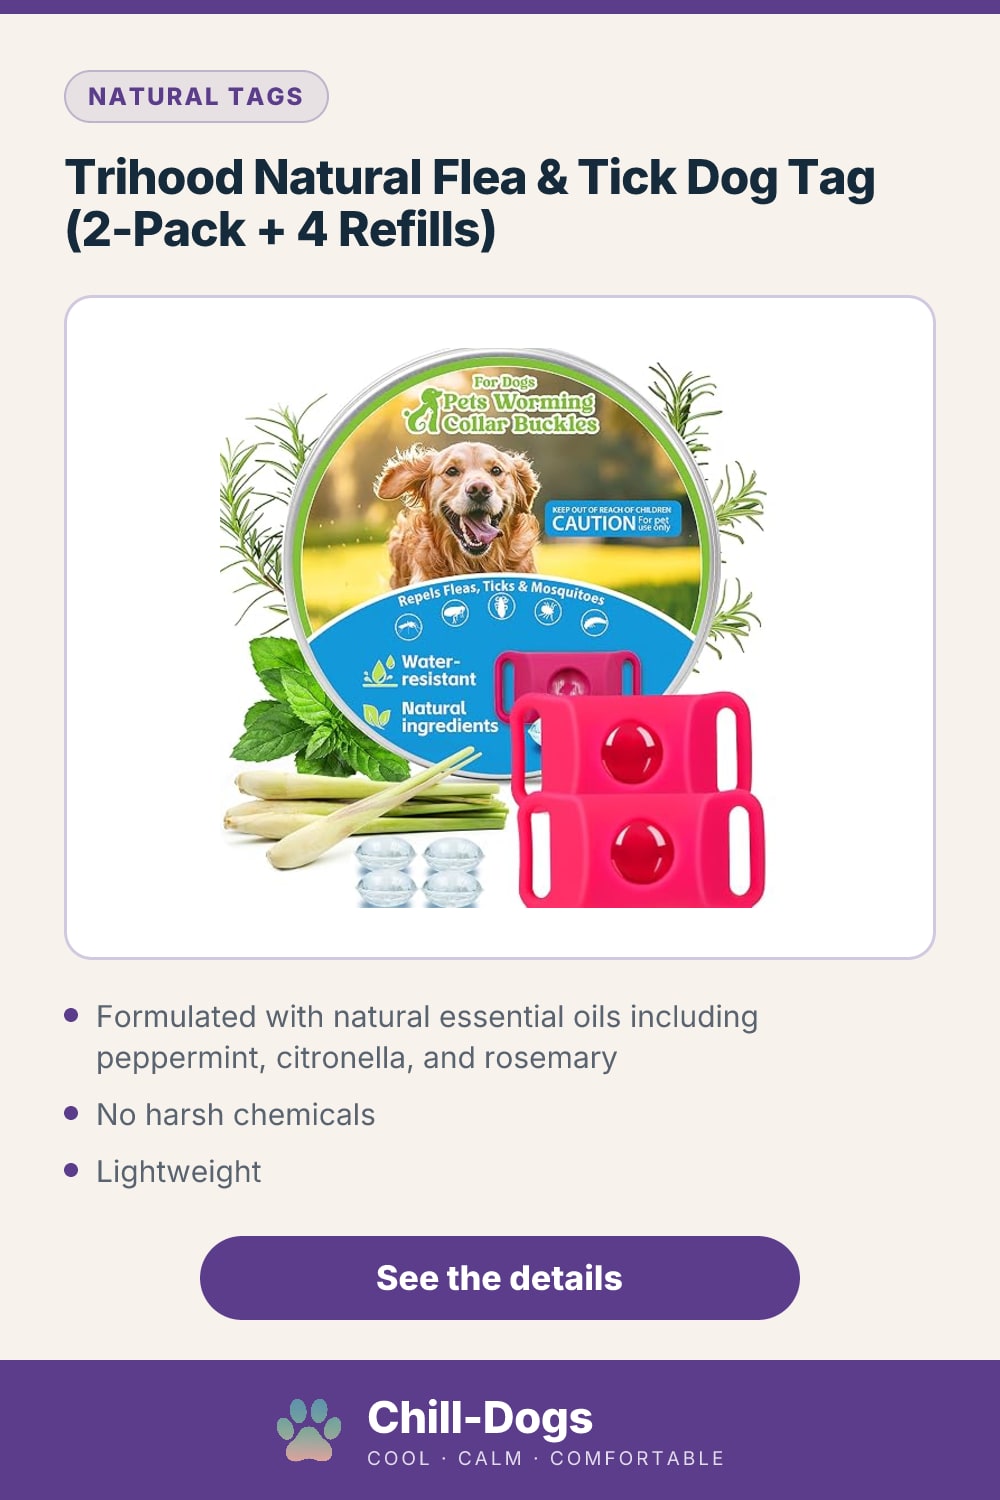 NATURAL TAGS
Trihood Natural Flea & Tick Dog Tag
(2-Pack + 4 Refills)
For Dogs
Pets Worming
Collar Buckles
KEEP OUT OF REACH OF CHILDREN
CAUTION For pet use only
Repels Fleas, Ticks & Mosquitoes
Water-
resistant
Natural
ingredients
Formulated with natural essential oils including
peppermint, citronella, and rosemary
No harsh chemicals
Lightweight
See the details
Chill-Dogs
COOL · CALM · COMFORTABLE